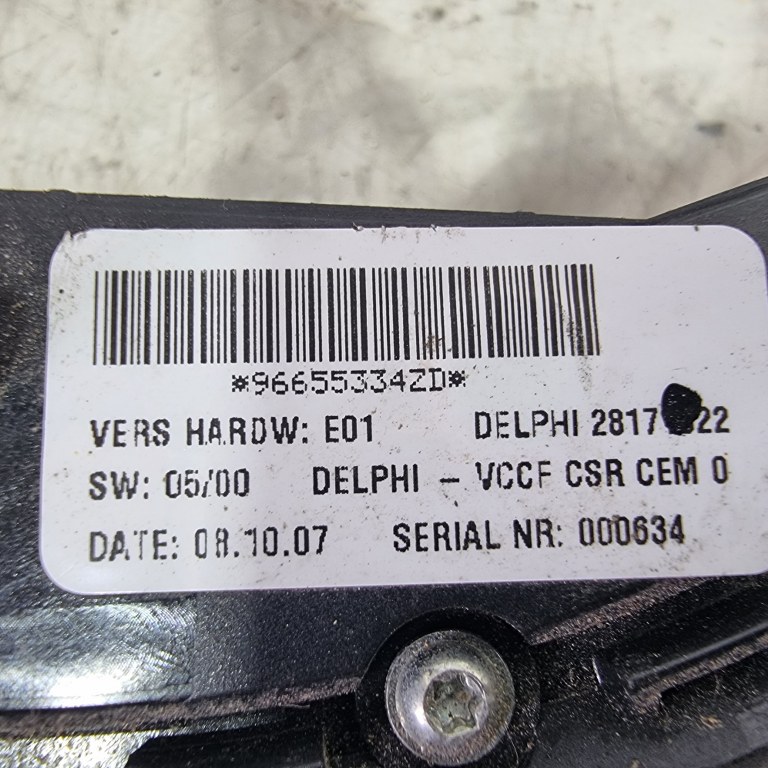 *96655334ZD*
VERS HARDW: E01 DELPHI
SW: 05/00 DELPHI - VCCF CSR CEM 0
DATE: 08.10.07 SERIAL NR: 000634